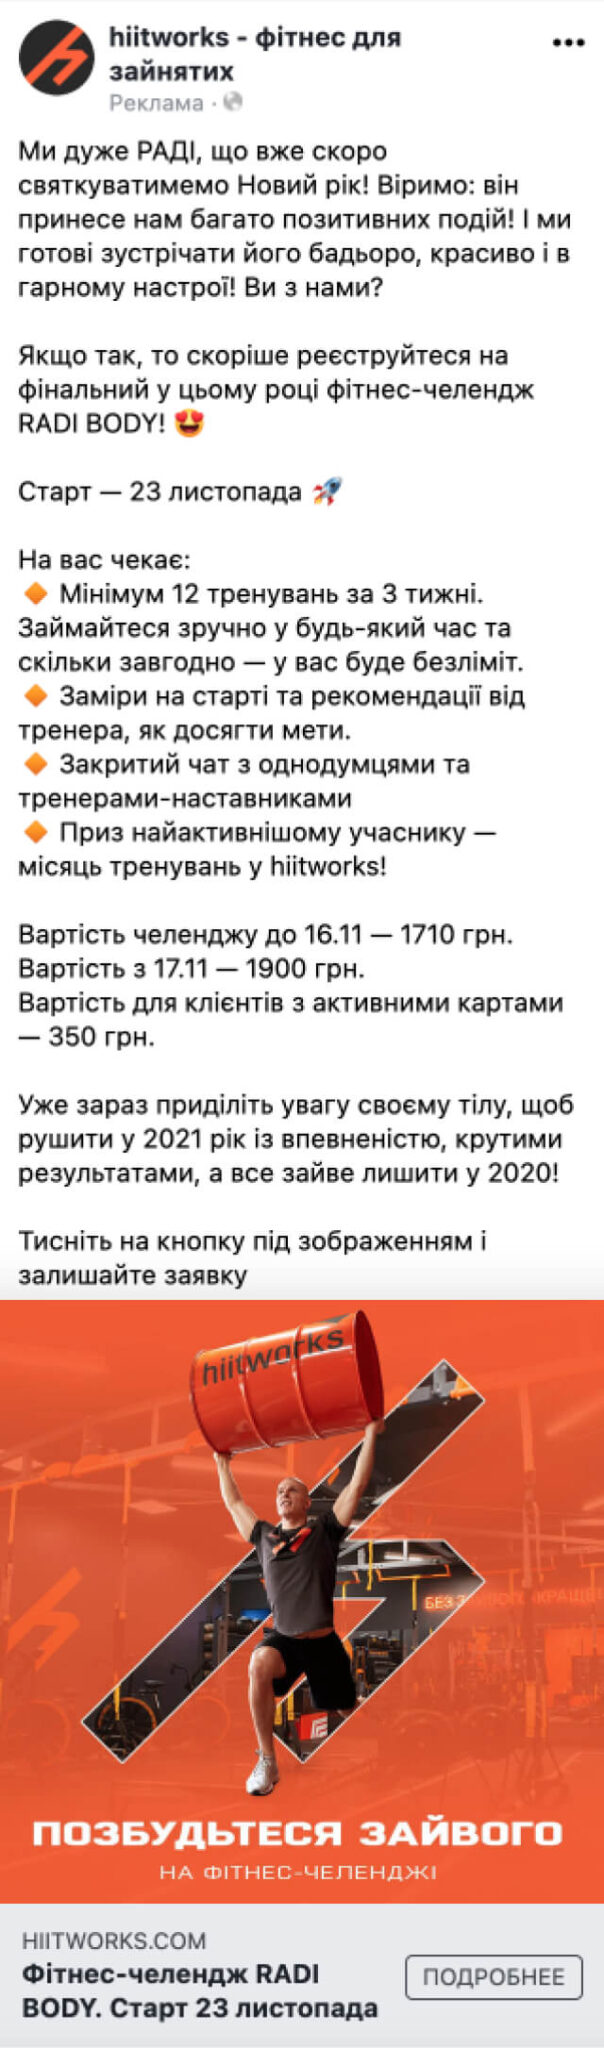 hiitworks - фітнес для
зайнятих
Реклама ·
Ми дуже РАДІ, що вже скоро
святкуватимемо Новий рік! Віримо: він
принесе нам багато позитивних подій! І ми
готові зустрічати його бадьоро, красиво і в
гарному настрої! Ви з нами?
Якщо так, то скоріше реєструйтеся на
фінальний у цьому році фітнес-челендж
RADI BODY! 😍
Старт — 23 листопада 🚀
На вас чекає:
🔸 Мінімум 12 тренувань за 3 тижні.
Займайтеся зручно у будь-який час та
скільки завгодно — у вас буде безліміт.
🔸 Заміри на старті та рекомендації від
тренера, як досягти мети.
🔸 Закритий чат з однодумцями та
тренерами-наставниками
🔸 Приз найактивнішому учаснику —
місяць тренувань у hiitworks!
Вартість челенджу до 16.11 — 1710 грн.
Вартість з 17.11 — 1900 грн.
Вартість для клієнтів з активними картами
— 350 грн.
Уже зараз приділіть увагу своєму тілу, щоб
рушити у 2021 рік із впевненістю, крутими
результатами, а все зайве лишити у 2020!
Тисніть на кнопку під зображенням і
залишайте заявку
hiitworks
БЕЗ КРАЩЕ
ПОЗБУДЬТЕСЯ ЗАЙВОГО
НА ФІТНЕС-ЧЕЛЕНДЖІ
HIITWORKS.COM
Фітнес-челендж RADI
BODY. Старт 23 листопада
ПОДРОБНЕЕ